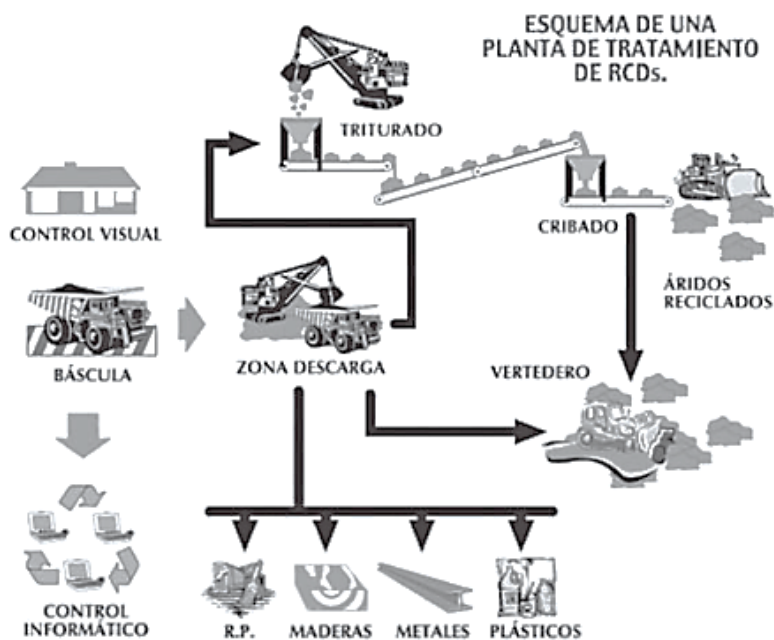 ESQUEMA DE UNA
PLANTA DE TRATAMIENTO
DE RCDs.
TRITURADO
CONTROL VISUAL
CRIBADO
ÁRIDOS
RECICLADOS
BÁSCULA
ZONA DESCARGA
VERTEDERO
CONTROL
INFORMÁTICO
R.P.
MADERAS
METALES
PLÁSTICOS